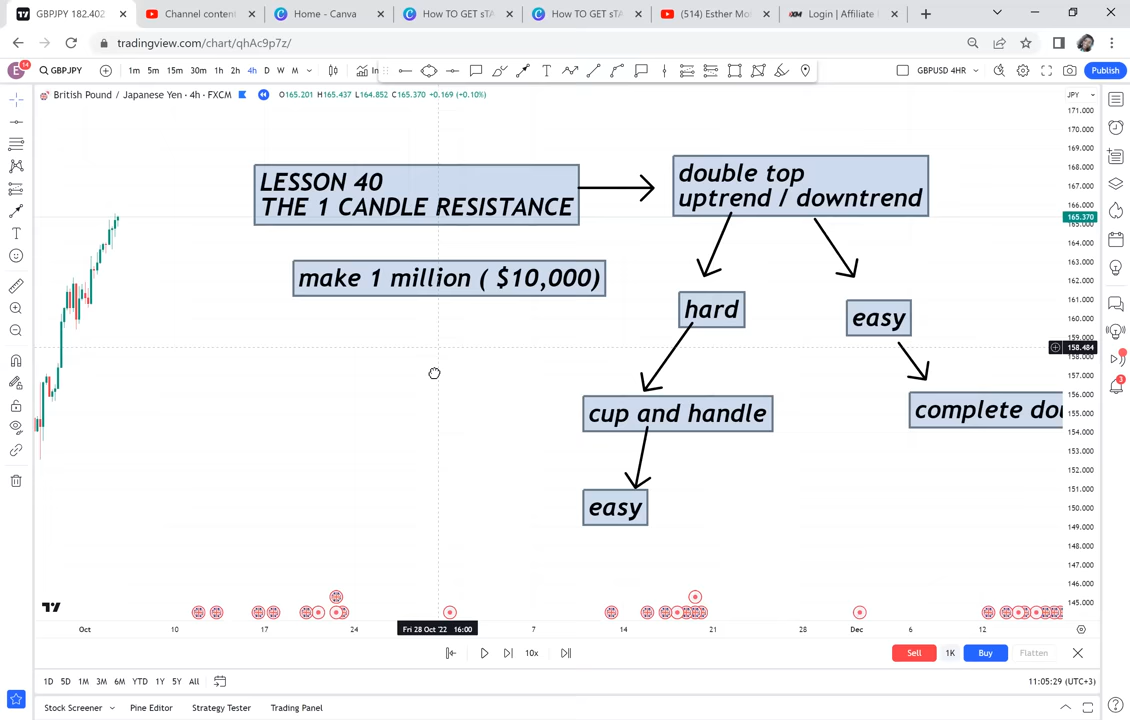 GBPJPY 182.402
Channel conten
Home - Canva
How TO GET sTA
How TO GET sTA
(514) Esther Mo
Login | Affiliate
tradingview.com/chart/qhAc9p7z/
E 14
GBPJPY
1m 5m 15m 30m 1h 2h 4h D W M
In
GBPUSD 4HR
Publish
British Pound / Japanese Yen · 4h · FXCM
O165.201 H165.437 L164.852 C165.370 +0.169 (+0.10%)
JPY
171.000
170.000
169.000
168.000
167.000
166.000
165.370
165.000
164.000
163.000
162.000
161.000
160.000
159.000
158.484
157.000
156.000
155.000
154.000
153.000
152.000
151.000
150.000
149.000
148.000
147.000
146.000
145.000
LESSON 40
THE 1 CANDLE RESISTANCE
double top
uptrend / downtrend
make 1 million ( $10,000)
hard
easy
cup and handle
complete dou
easy
3
Oct
10
17
24
Fri 28 Oct '22 16:00
7
14
21
28
Dec
6
12
10x
Sell
1K
Buy
Flatten
1D 5D 1M 3M 6M YTD 1Y 5Y All
11:05:29 (UTC+3)
Stock Screener
Pine Editor
Strategy Tester
Trading Panel